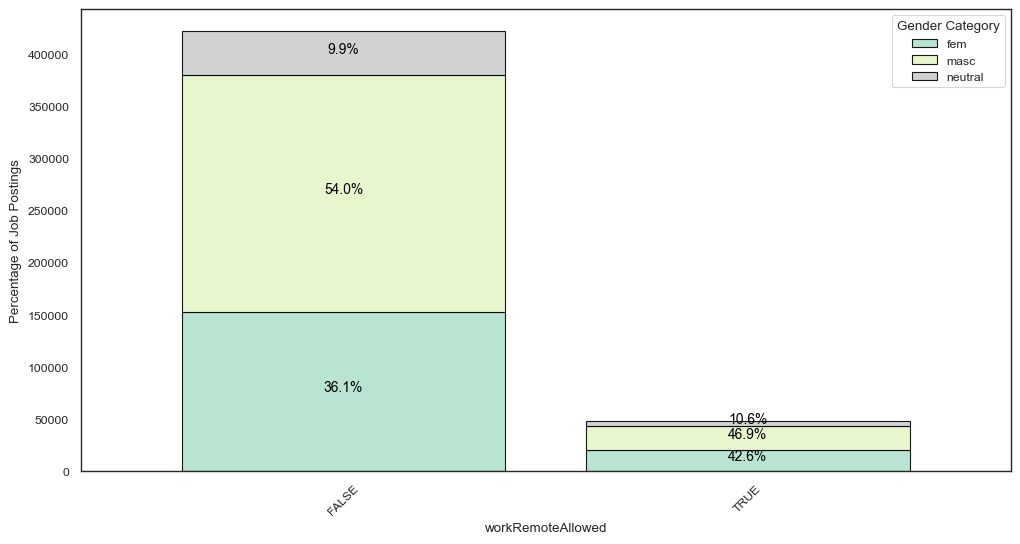 Gender Category
fem
masc
neutral
Percentage of Job Postings
400000
350000
300000
250000
200000
150000
100000
50000
0
9.9%
54.0%
36.1%
10.6%
46.9%
42.6%
FALSE
TRUE
workRemoteAllowed